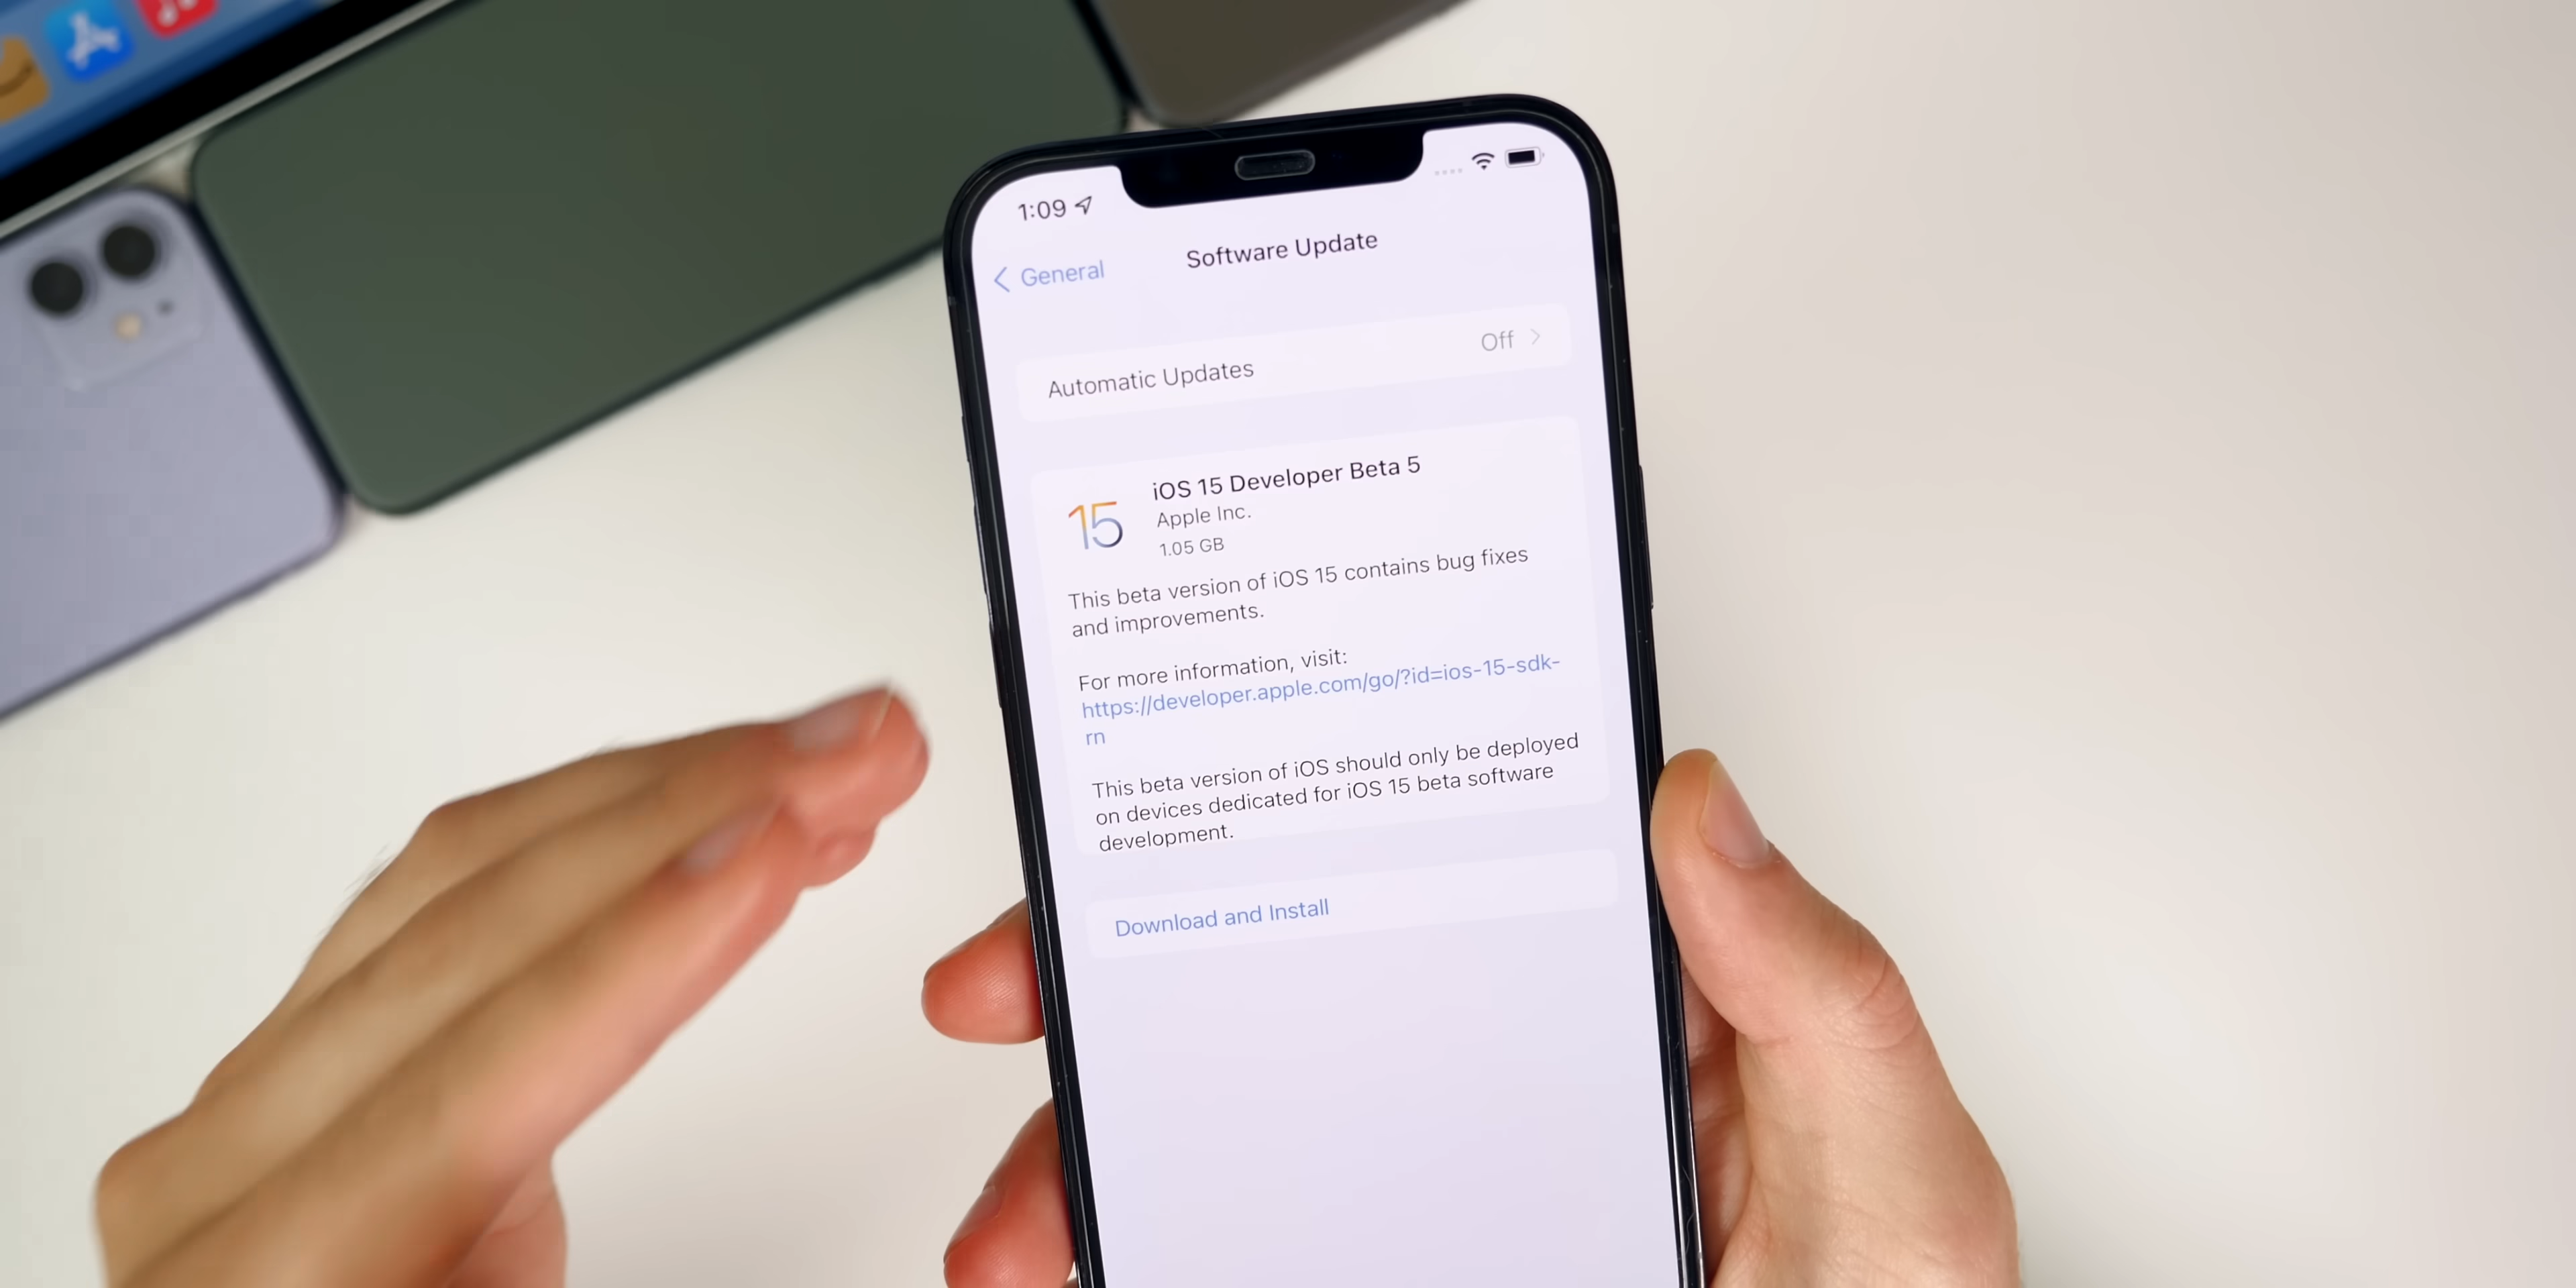 1:09
General
Software Update
Automatic Updates
Off
15
iOS 15 Developer Beta 5
Apple Inc.
1.05 GB
This beta version of iOS 15 contains bug fixes
and improvements.
For more information, visit:
https://developer.apple.com/go/?id=ios-15-sdk-
rn
This beta version of iOS should only be deployed
on devices dedicated for iOS 15 beta software
development.
Download and Install